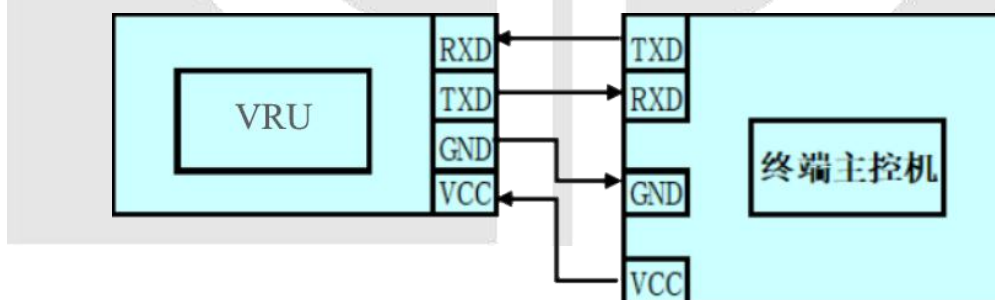 RXD
TXD
GND
VCC
VRU
TXD
RXD
GND
VCC
终端主控机